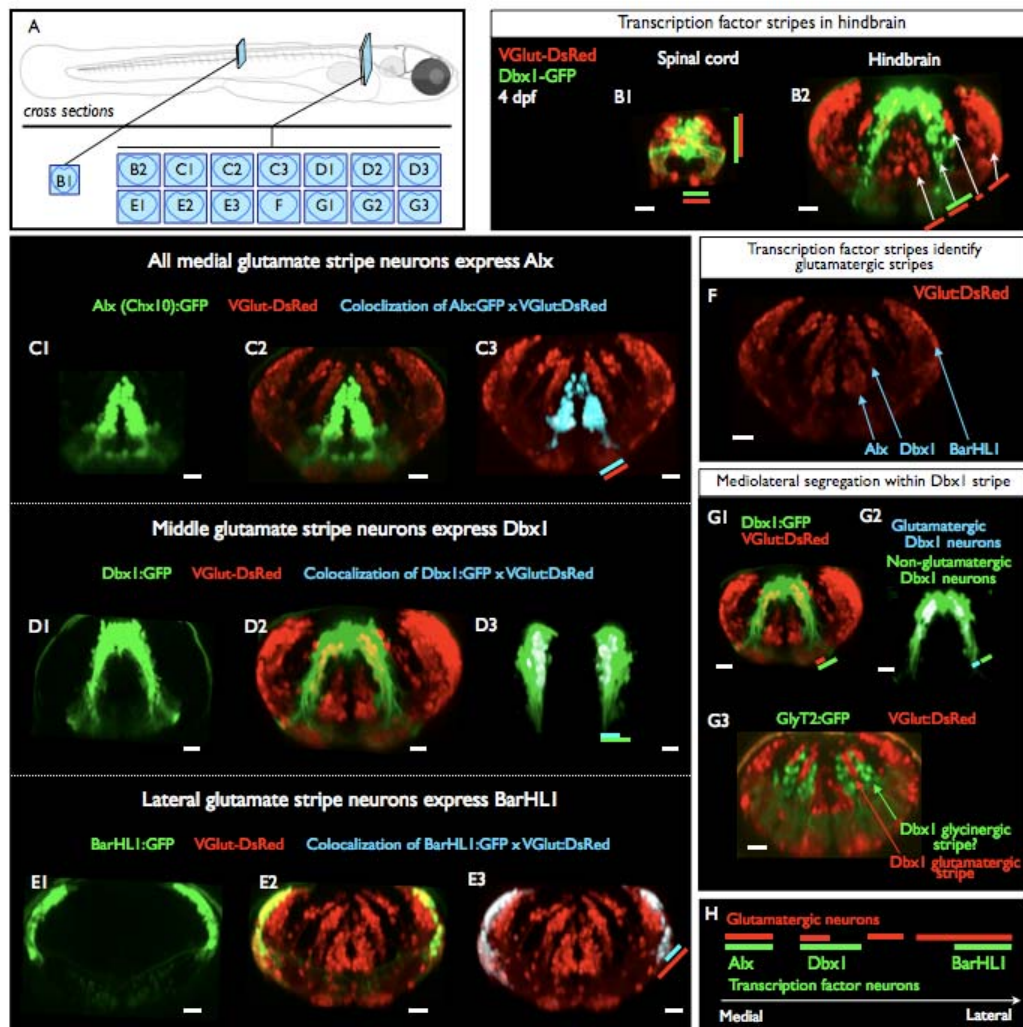 A
cross sections
B1
B2 C1 C2 C3 D1 D2 D3
E1 E2 E3 F G1 G2 G3
Transcription factor stripes in hindbrain
VGlut-DsRed
Dbx1-GFP
4 dpf
Spinal cord
Hindbrain
B1
B2
All medial glutamate stripe neurons express Alx
Alx (Chx10):GFP VGlut-DsRed Coloclization of Alx:GFP x VGlut:DsRed
C1
C2
C3
Middle glutamate stripe neurons express Dbx1
Dbx1:GFP VGlut-DsRed Colocalization of Dbx1:GFP x VGlut:DsRed
D1
D2
D3
Lateral glutamate stripe neurons express BarHL1
BarHL1:GFP VGlut-DsRed Colocalization of BarHL1:GFP x VGlut:DsRed
E1
E2
E3
Transcription factor stripes identify
glutamatergic stripes
F
VGlut:DsRed
Alx Dbx1 BarHL1
Mediolateral segregation within Dbx1 stripe
G1
Dbx1:GFP
VGlut:DsRed
G2
Glutamatergic
Dbx1 neurons
Non-glutamatergic
Dbx1 neurons
G3
GlyT2:GFP VGlut:DsRed
Dbx1 glycinergic
stripe?
Dbx1 glutamatergic
stripe
H
Glutamatergic neurons
Alx Dbx1 BarHL1
Transcription factor neurons
Medial Lateral